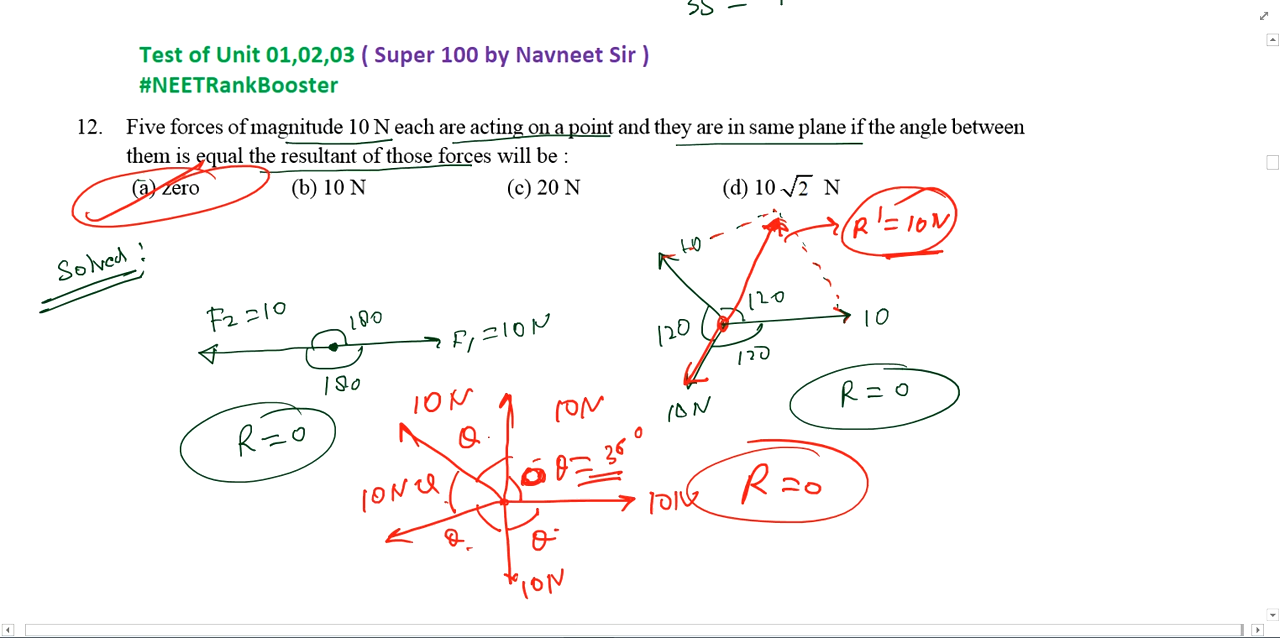 Test of Unit 01,02,03 ( Super 100 by Navneet Sir )
#NEETRankBooster
12. Five forces of magnitude 10 N each are acting on a point and they are in same plane if the angle between
them is equal the resultant of those forces will be :
(a) zero (b) 10 N (c) 20 N (d) 10 √2 N
Solved!
F2=10
180
F1=10N
180
R=0
10
R'=10N
120
120
10
120
10N
R=0
10N
10N
θ
θ=36°
10N
10N
R=0
θ
θ
10N